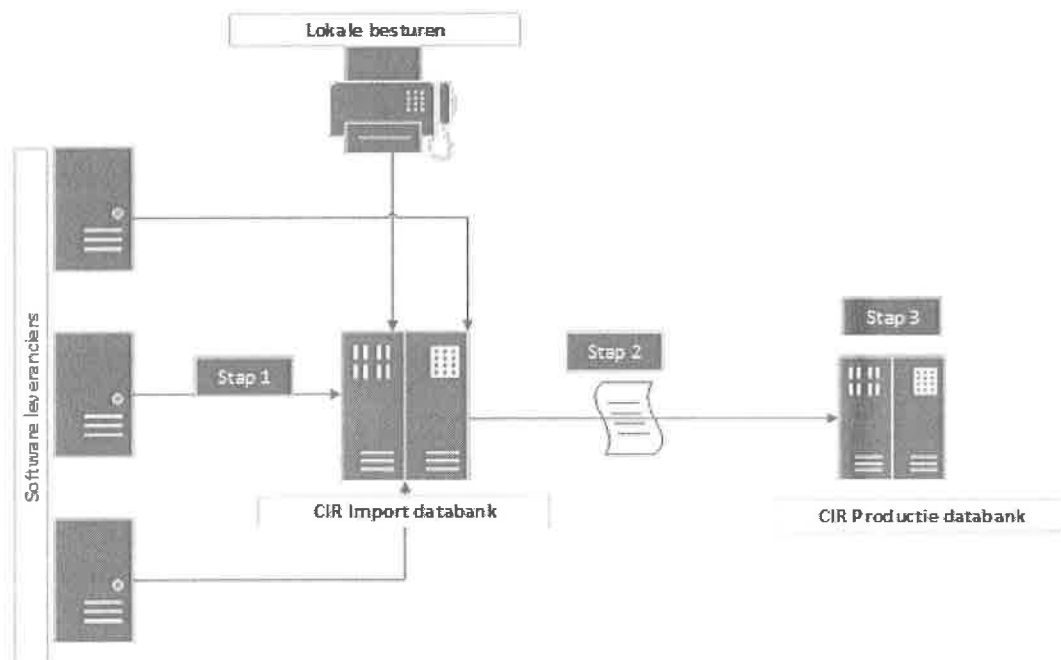 Lokale besturen
Software leveranciers
Stap 1
Stap 2
Stap 3
CIR Import databank
CIR Productie databank